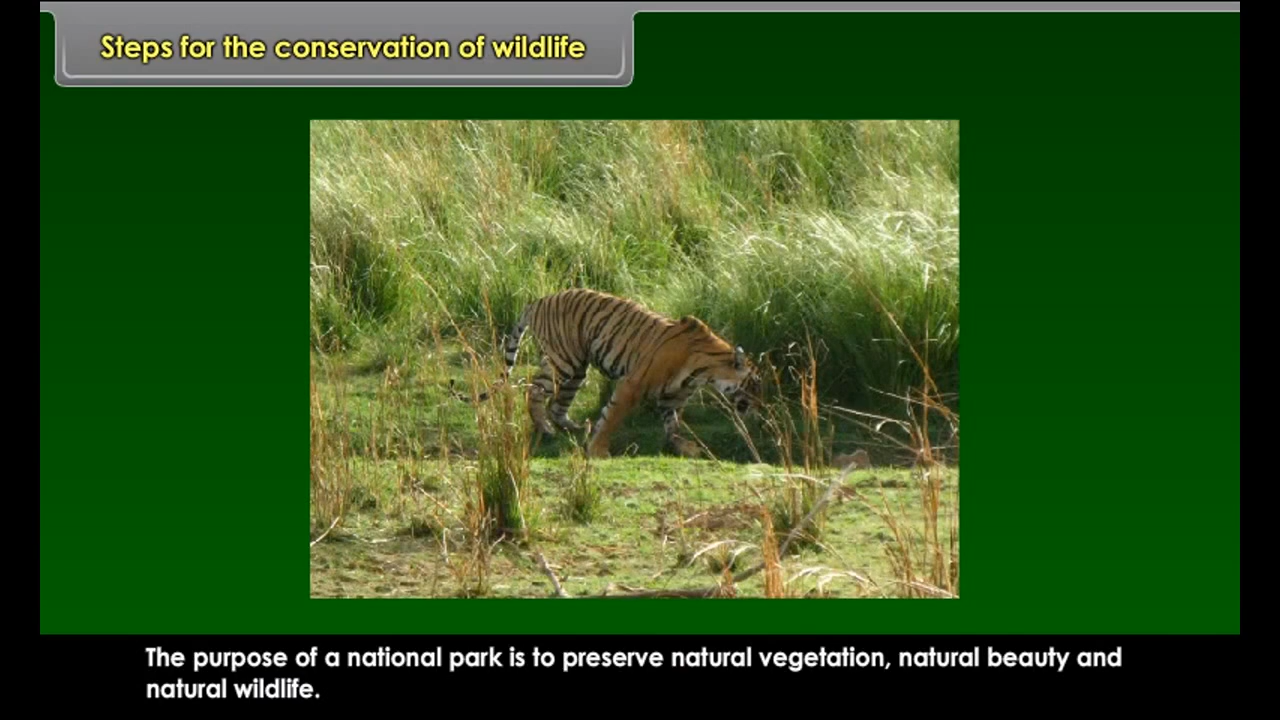 Steps for the conservation of wildlife
The purpose of a national park is to preserve natural vegetation, natural beauty and
natural wildlife.